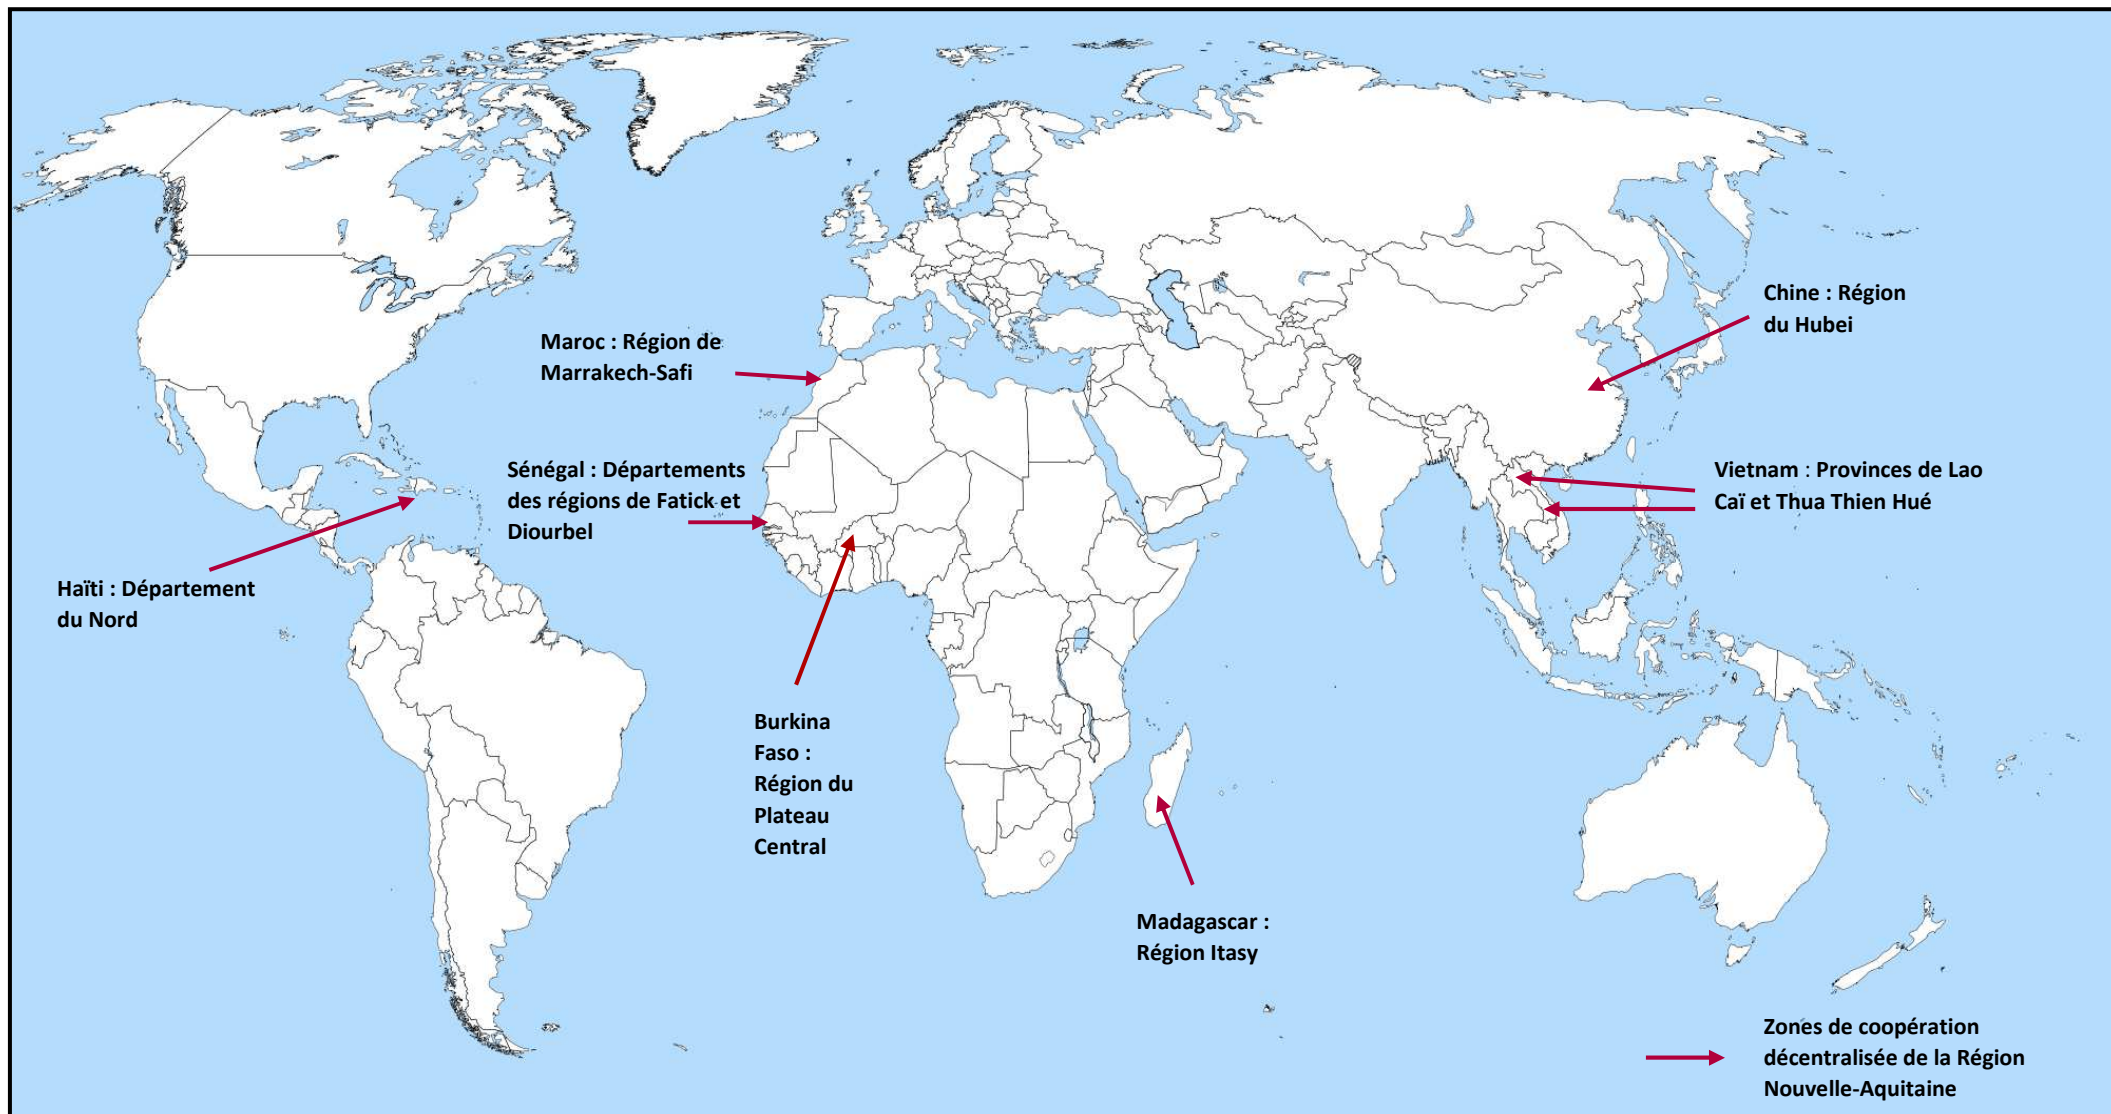 Chine : Région
du Hubei
Maroc : Région de
Marrakech-Safi
Sénégal : Départements
des régions de Fatick et
Diourbel
Vietnam : Provinces de Lao
Caï et Thua Thien Hué
Haïti : Département
du Nord
Burkina
Faso :
Région du
Plateau
Central
Madagascar :
Région Itasy
Zones de coopération
décentralisée de la Région
Nouvelle-Aquitaine